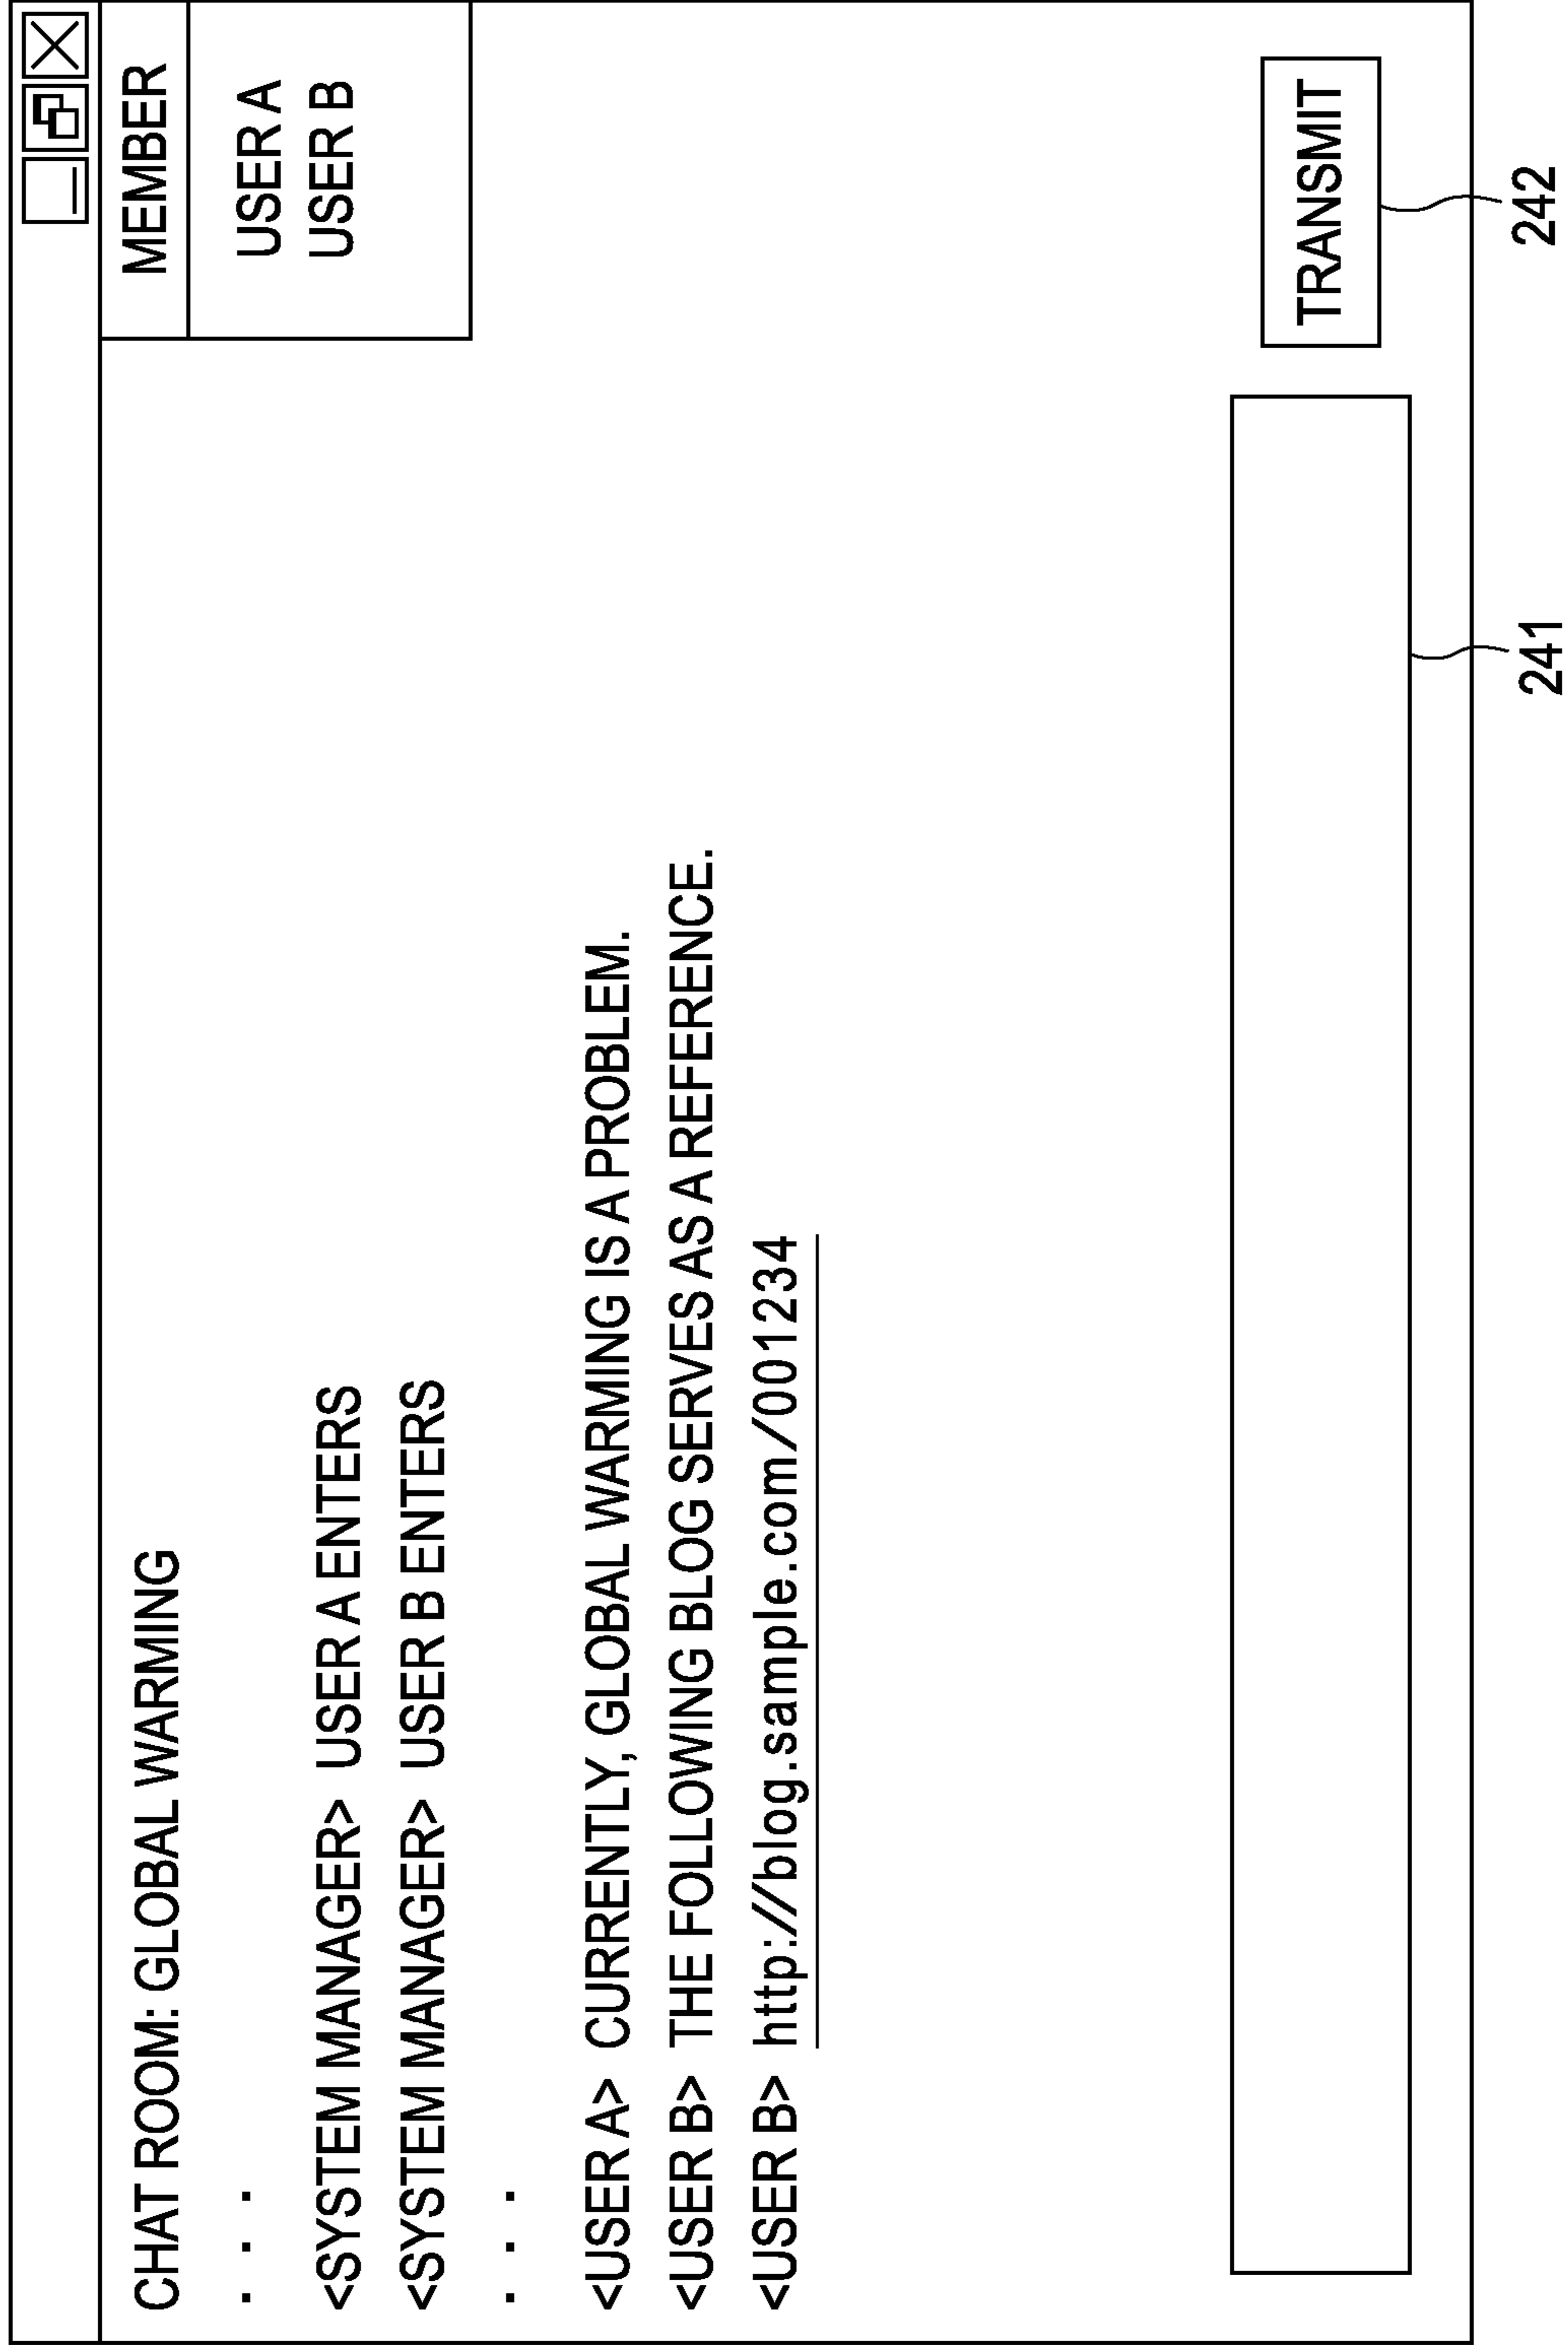 MEMBER
CHAT ROOM: GLOBAL WARMING
USER A
USER B
. . .
<SYSTEM MANAGER> USER A ENTERS
<SYSTEM MANAGER> USER B ENTERS
. . .
<USER A> CURRENTLY, GLOBAL WARMING IS A PROBLEM.
<USER B> THE FOLLOWING BLOG SERVES AS A REFERENCE.
<USER B> http://blog.sample.com/001234
TRANSMIT
241
242